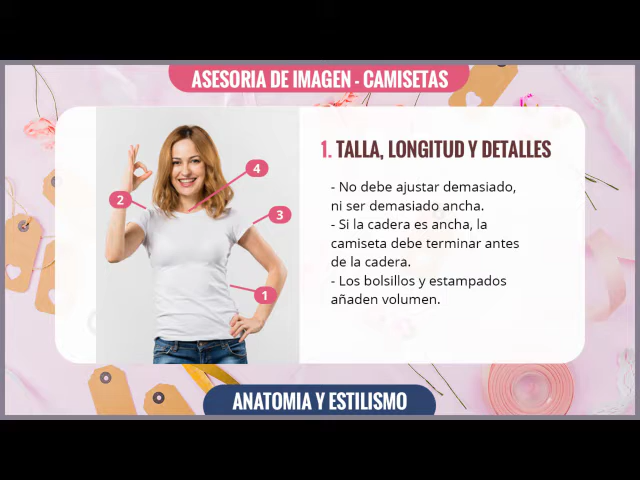 ASESORIA DE IMAGEN - CAMISETAS
4
2
3
1
1. TALLA, LONGITUD Y DETALLES
- No debe ajustar demasiado,
ni ser demasiado ancha.
- Si la cadera es ancha, la
camiseta debe terminar antes
de la cadera.
- Los bolsillos y estampados
añaden volumen.
ANATOMIA Y ESTILISMO